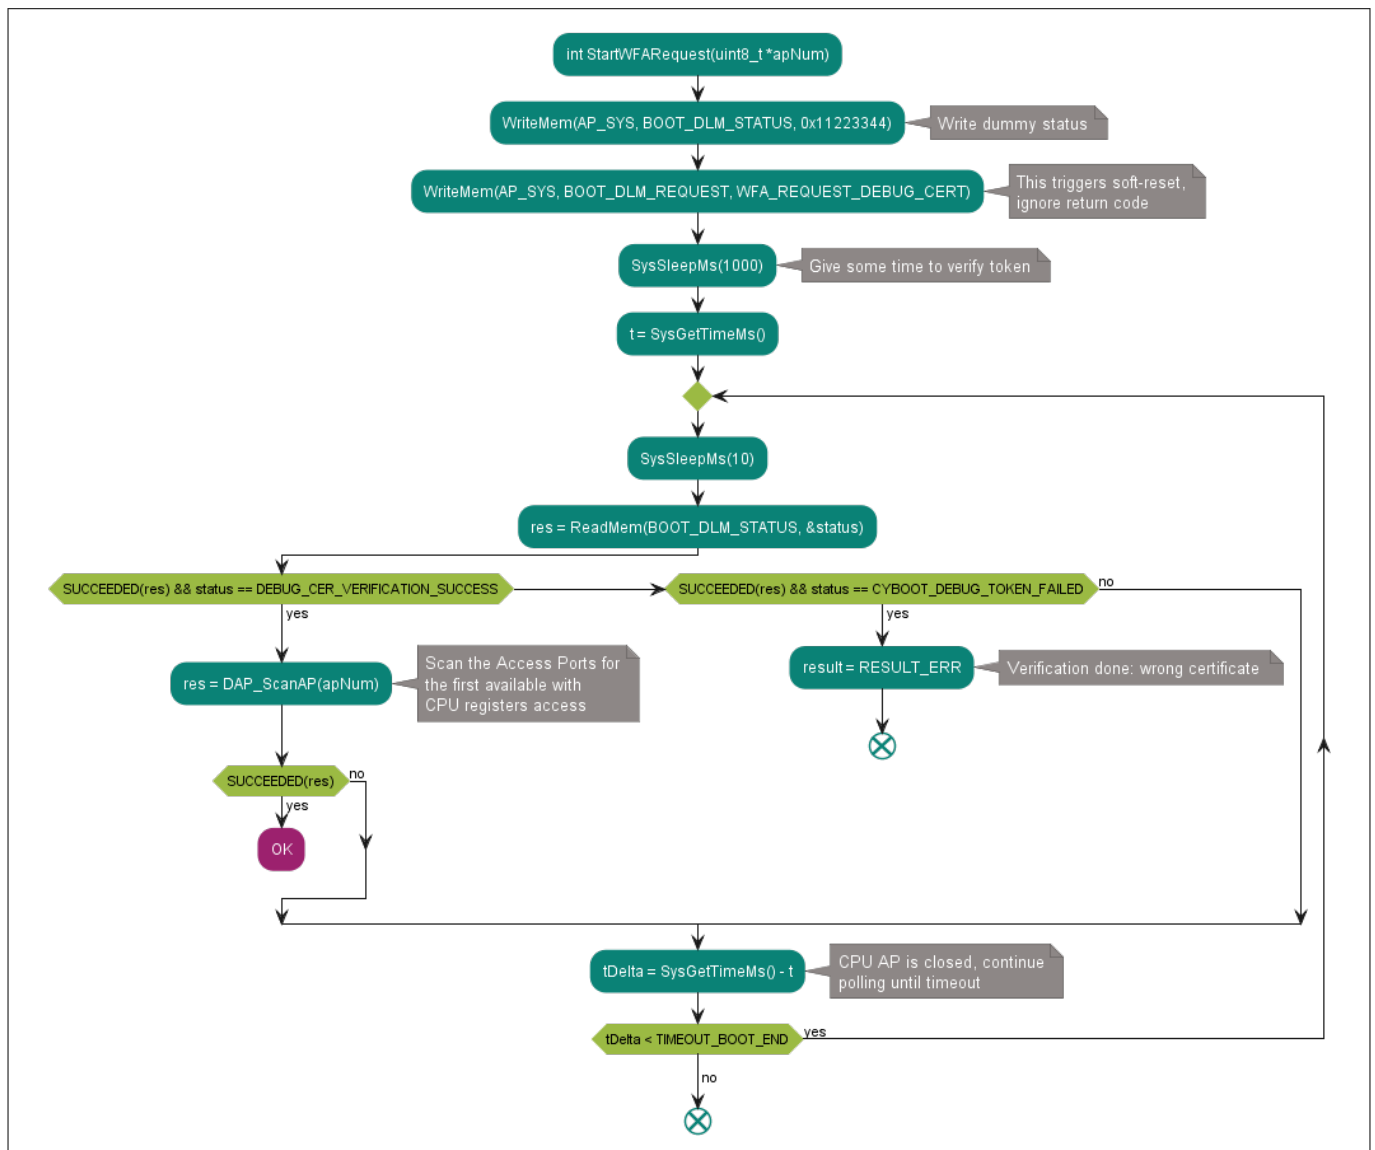 int StartWFARequest(uint8_t *apNum)
WriteMem(AP_SYS, BOOT_DLM_STATUS, 0x11223344)
Write dummy status
WriteMem(AP_SYS, BOOT_DLM_REQUEST, WFA_REQUEST_DEBUG_CERT)
This triggers soft-reset,
ignore return code
SysSleepMs(1000)
Give some time to verify token
t = SysGetTimeMs()
SysSleepMs(10)
res = ReadMem(BOOT_DLM_STATUS, &status)
SUCCEEDED(res) && status == DEBUG_CER_VERIFICATION_SUCCESS
SUCCEEDED(res) && status == CYBOOT_DEBUG_TOKEN_FAILED
no
yes
yes
res = DAP_ScanAP(apNum)
Scan the Access Ports for
the first available with
CPU registers access
result = RESULT_ERR
Verification done: wrong certificate
SUCCEEDED(res)
no
yes
OK
tDelta = SysGetTimeMs() - t
CPU AP is closed, continue
polling until timeout
tDelta < TIMEOUT_BOOT_END
yes
no